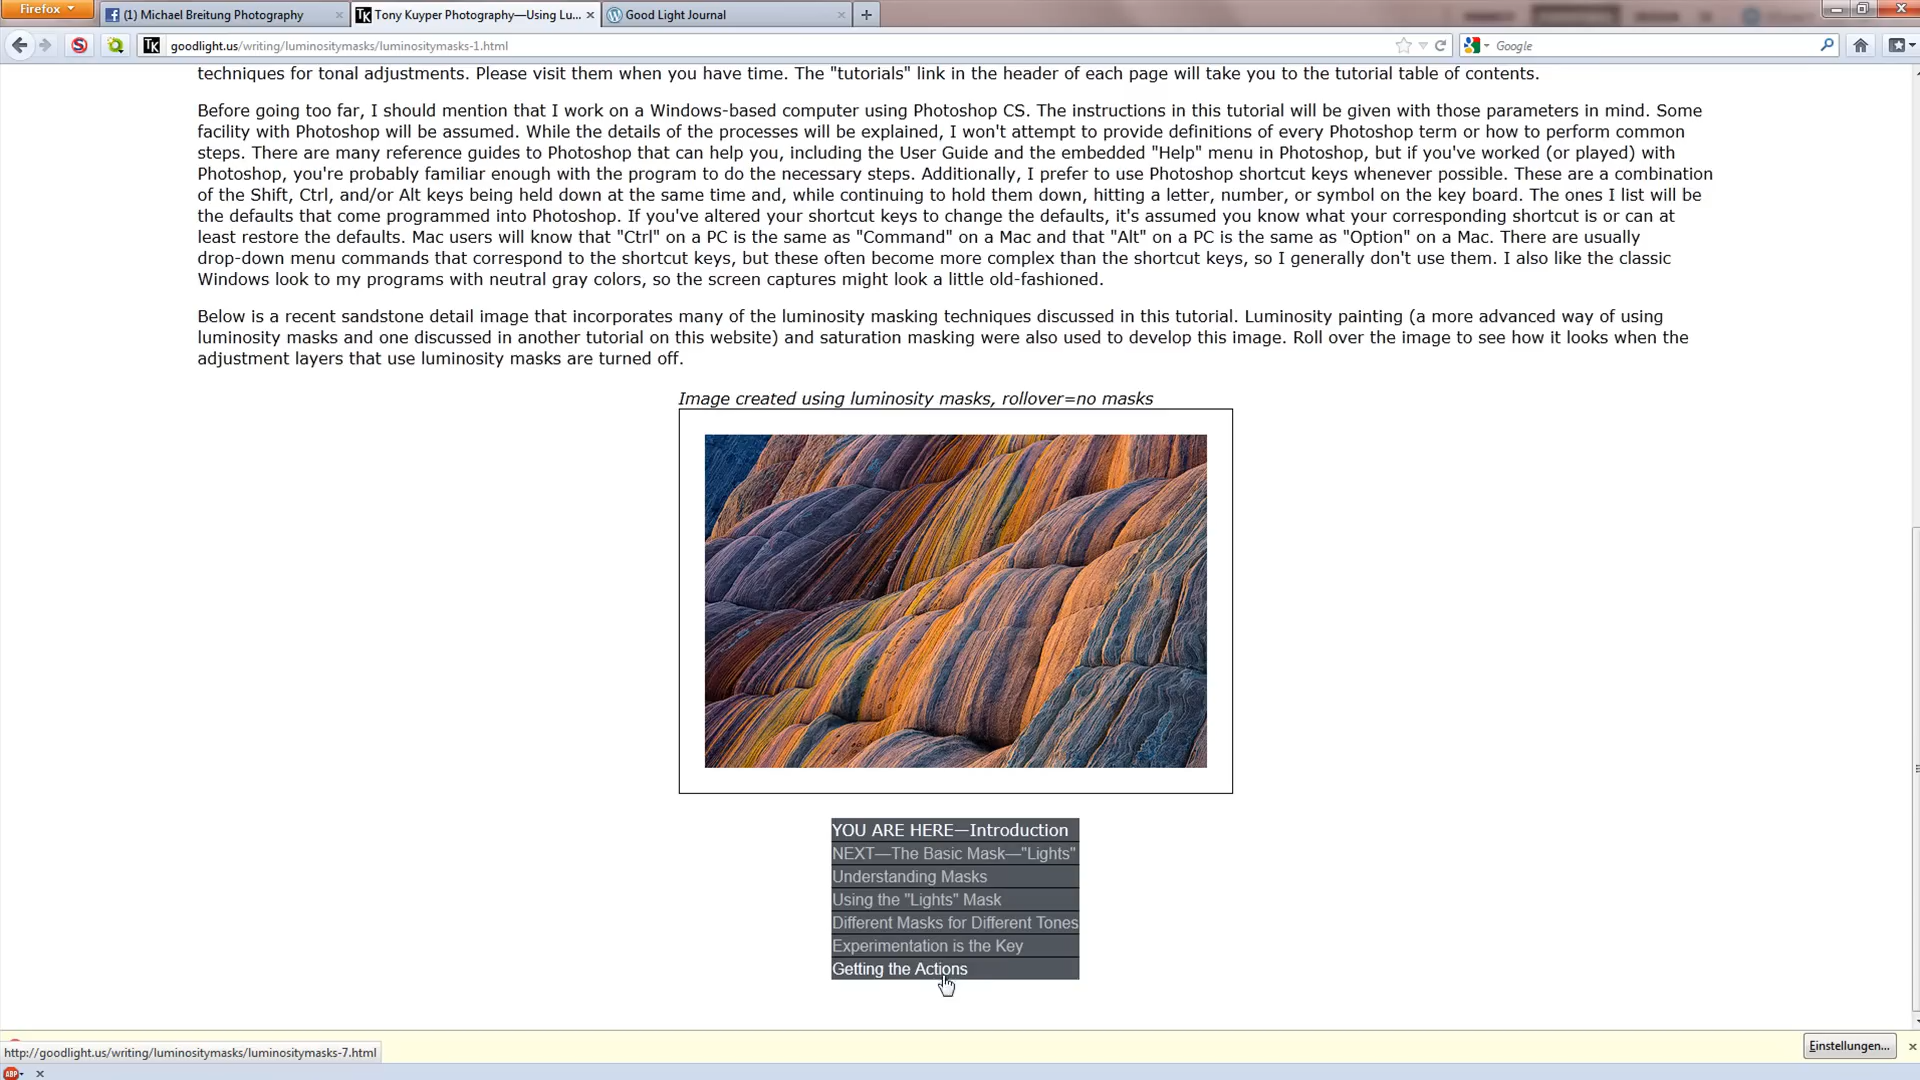 Firefox
(1) Michael Breitung Photography
Tony Kuyper Photography—Using Lu...
Good Light Journal
goodlight.us/writing/luminositymasks/luminositymasks-1.html
Google
techniques for tonal adjustments. Please visit them when you have time. The "tutorials" link in the header of each page will take you to the tutorial table of contents.
Before going too far, I should mention that I work on a Windows-based computer using Photoshop CS. The instructions in this tutorial will be given with those parameters in mind. Some
facility with Photoshop will be assumed. While the details of the processes will be explained, I won't attempt to provide definitions of every Photoshop term or how to perform common
steps. There are many reference guides to Photoshop that can help you, including the User Guide and the embedded "Help" menu in Photoshop, but if you've worked (or played) with
Photoshop, you're probably familiar enough with the program to do the necessary steps. Additionally, I prefer to use Photoshop shortcut keys whenever possible. These are a combination
of the Shift, Ctrl, and/or Alt keys being held down at the same time and, while continuing to hold them down, hitting a letter, number, or symbol on the key board. The ones I list will be
the defaults that come programmed into Photoshop. If you've altered your shortcut keys to change the defaults, it's assumed you know what your corresponding shortcut is or can at
least restore the defaults. Mac users will know that "Ctrl" on a PC is the same as "Command" on a Mac and that "Alt" on a PC is the same as "Option" on a Mac. There are usually
drop-down menu commands that correspond to the shortcut keys, but these often become more complex than the shortcut keys, so I generally don't use them. I also like the classic
Windows look to my programs with neutral gray colors, so the screen captures might look a little old-fashioned.
Below is a recent sandstone detail image that incorporates many of the luminosity masking techniques discussed in this tutorial. Luminosity painting (a more advanced way of using
luminosity masks and one discussed in another tutorial on this website) and saturation masking were also used to develop this image. Roll over the image to see how it looks when the
adjustment layers that use luminosity masks are turned off.
Image created using luminosity masks, rollover=no masks
YOU ARE HERE—Introduction
NEXT—The Basic Mask—"Lights"
Understanding Masks
Using the "Lights" Mask
Different Masks for Different Tones
Experimentation is the Key
Getting the Actions
Einstellungen...
http://goodlight.us/writing/luminositymasks/luminositymasks-7.html
ABP